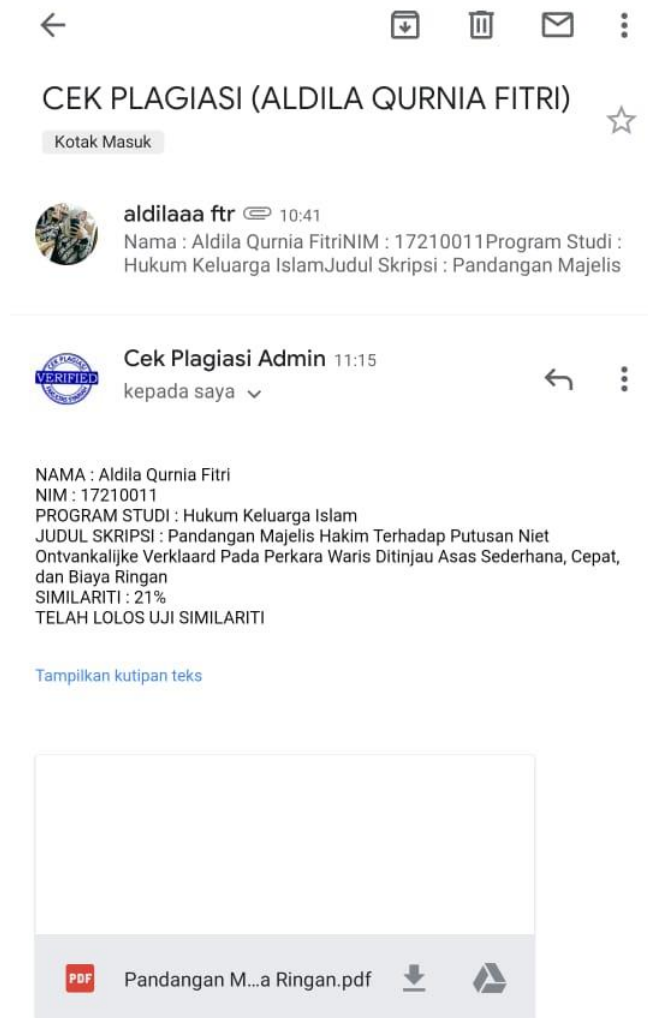 CEK PLAGIASI (ALDILA QURNIA FITRI)
Kotak Masuk
aldilaaa ftr 10:41
Nama : Aldila Qurnia FitriNIM : 17210011Program Studi :
Hukum Keluarga IslamJudul Skripsi : Pandangan Majelis
VERIFIED
Cek Plagiasi Admin 11:15
kepada saya
NAMA : Aldila Qurnia Fitri
NIM : 17210011
PROGRAM STUDI : Hukum Keluarga Islam
JUDUL SKRIPSI : Pandangan Majelis Hakim Terhadap Putusan Niet
Ontvankalijke Verklaard Pada Perkara Waris Ditinjau Asas Sederhana, Cepat,
dan Biaya Ringan
SIMILARITI : 21%
TELAH LOLOS UJI SIMILARITI
Tampilkan kutipan teks
PDF Pandangan M...a Ringan.pdf